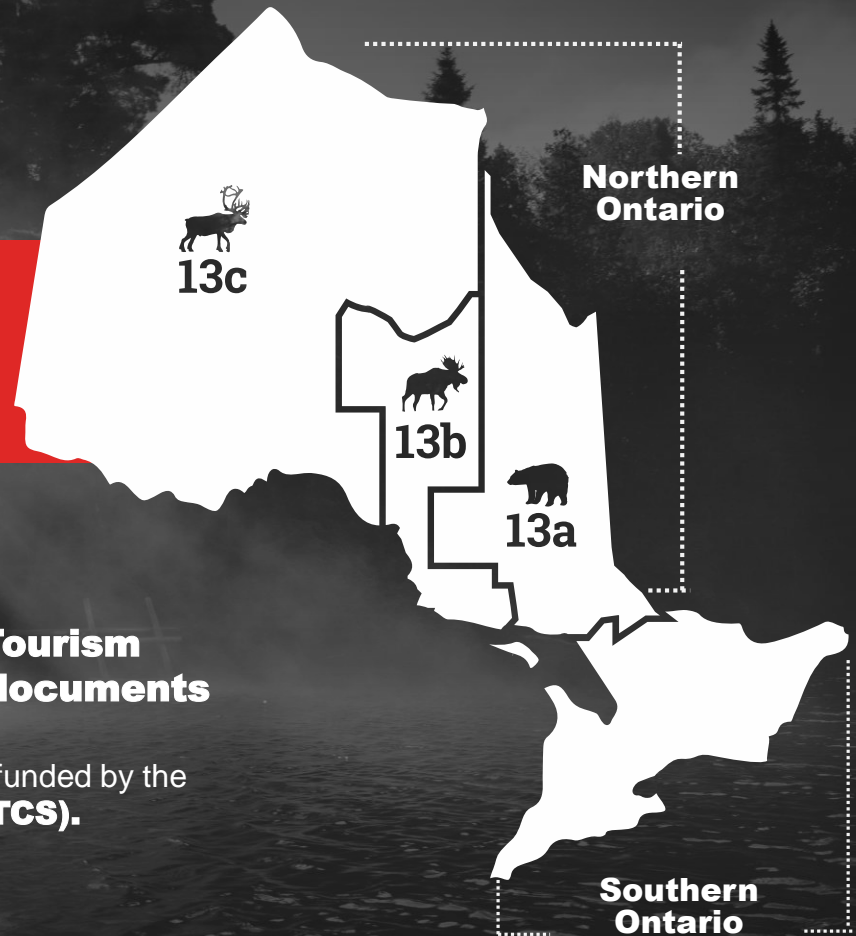 Northern
Ontario
13c
13b
13a
Tourism
documents
funded by the
TCS).
Southern
Ontario